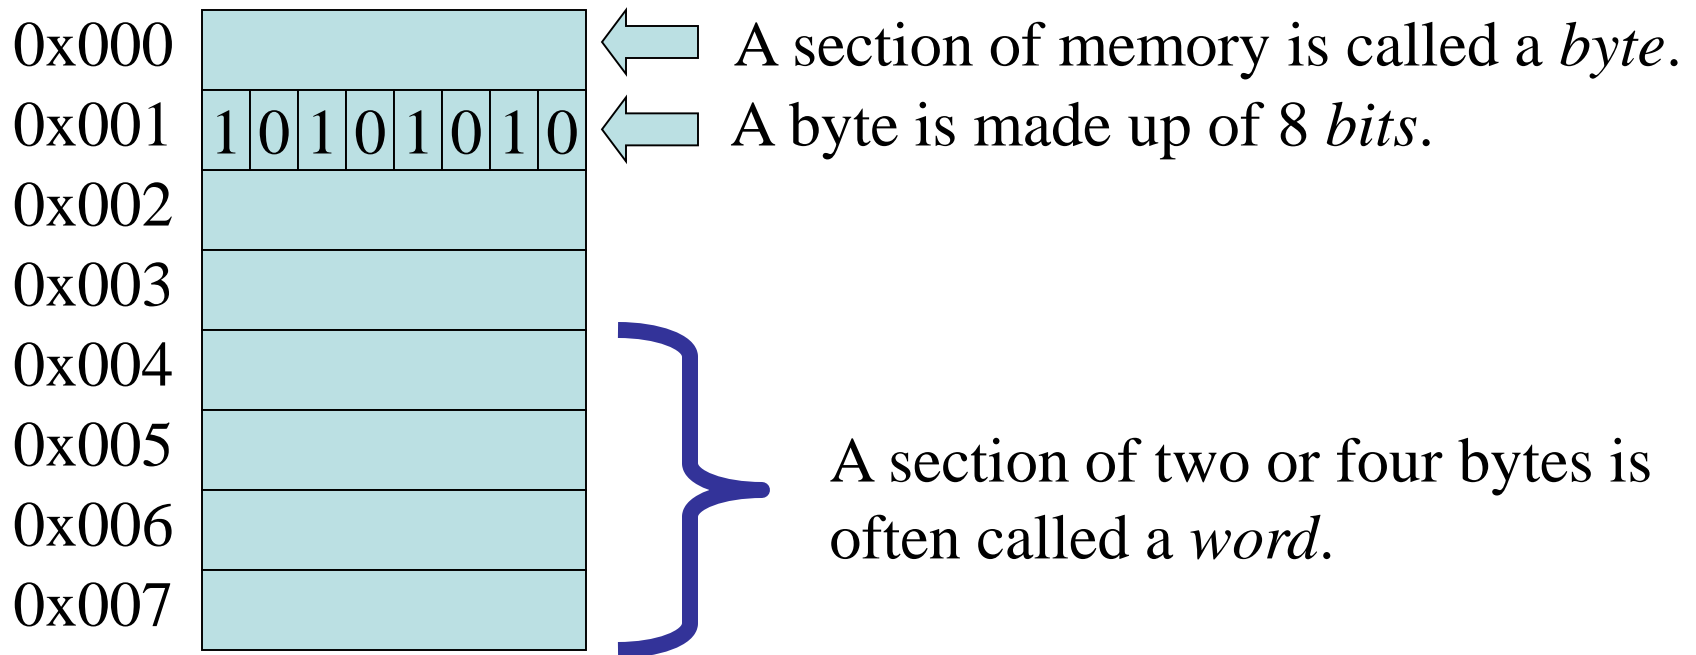 0x000 A section of memory is called a byte.
0x001 1 0 1 0 1 0 1 0 A byte is made up of 8 bits.
0x002
0x003
0x004
0x005 A section of two or four bytes is
0x006 often called a word.
0x007